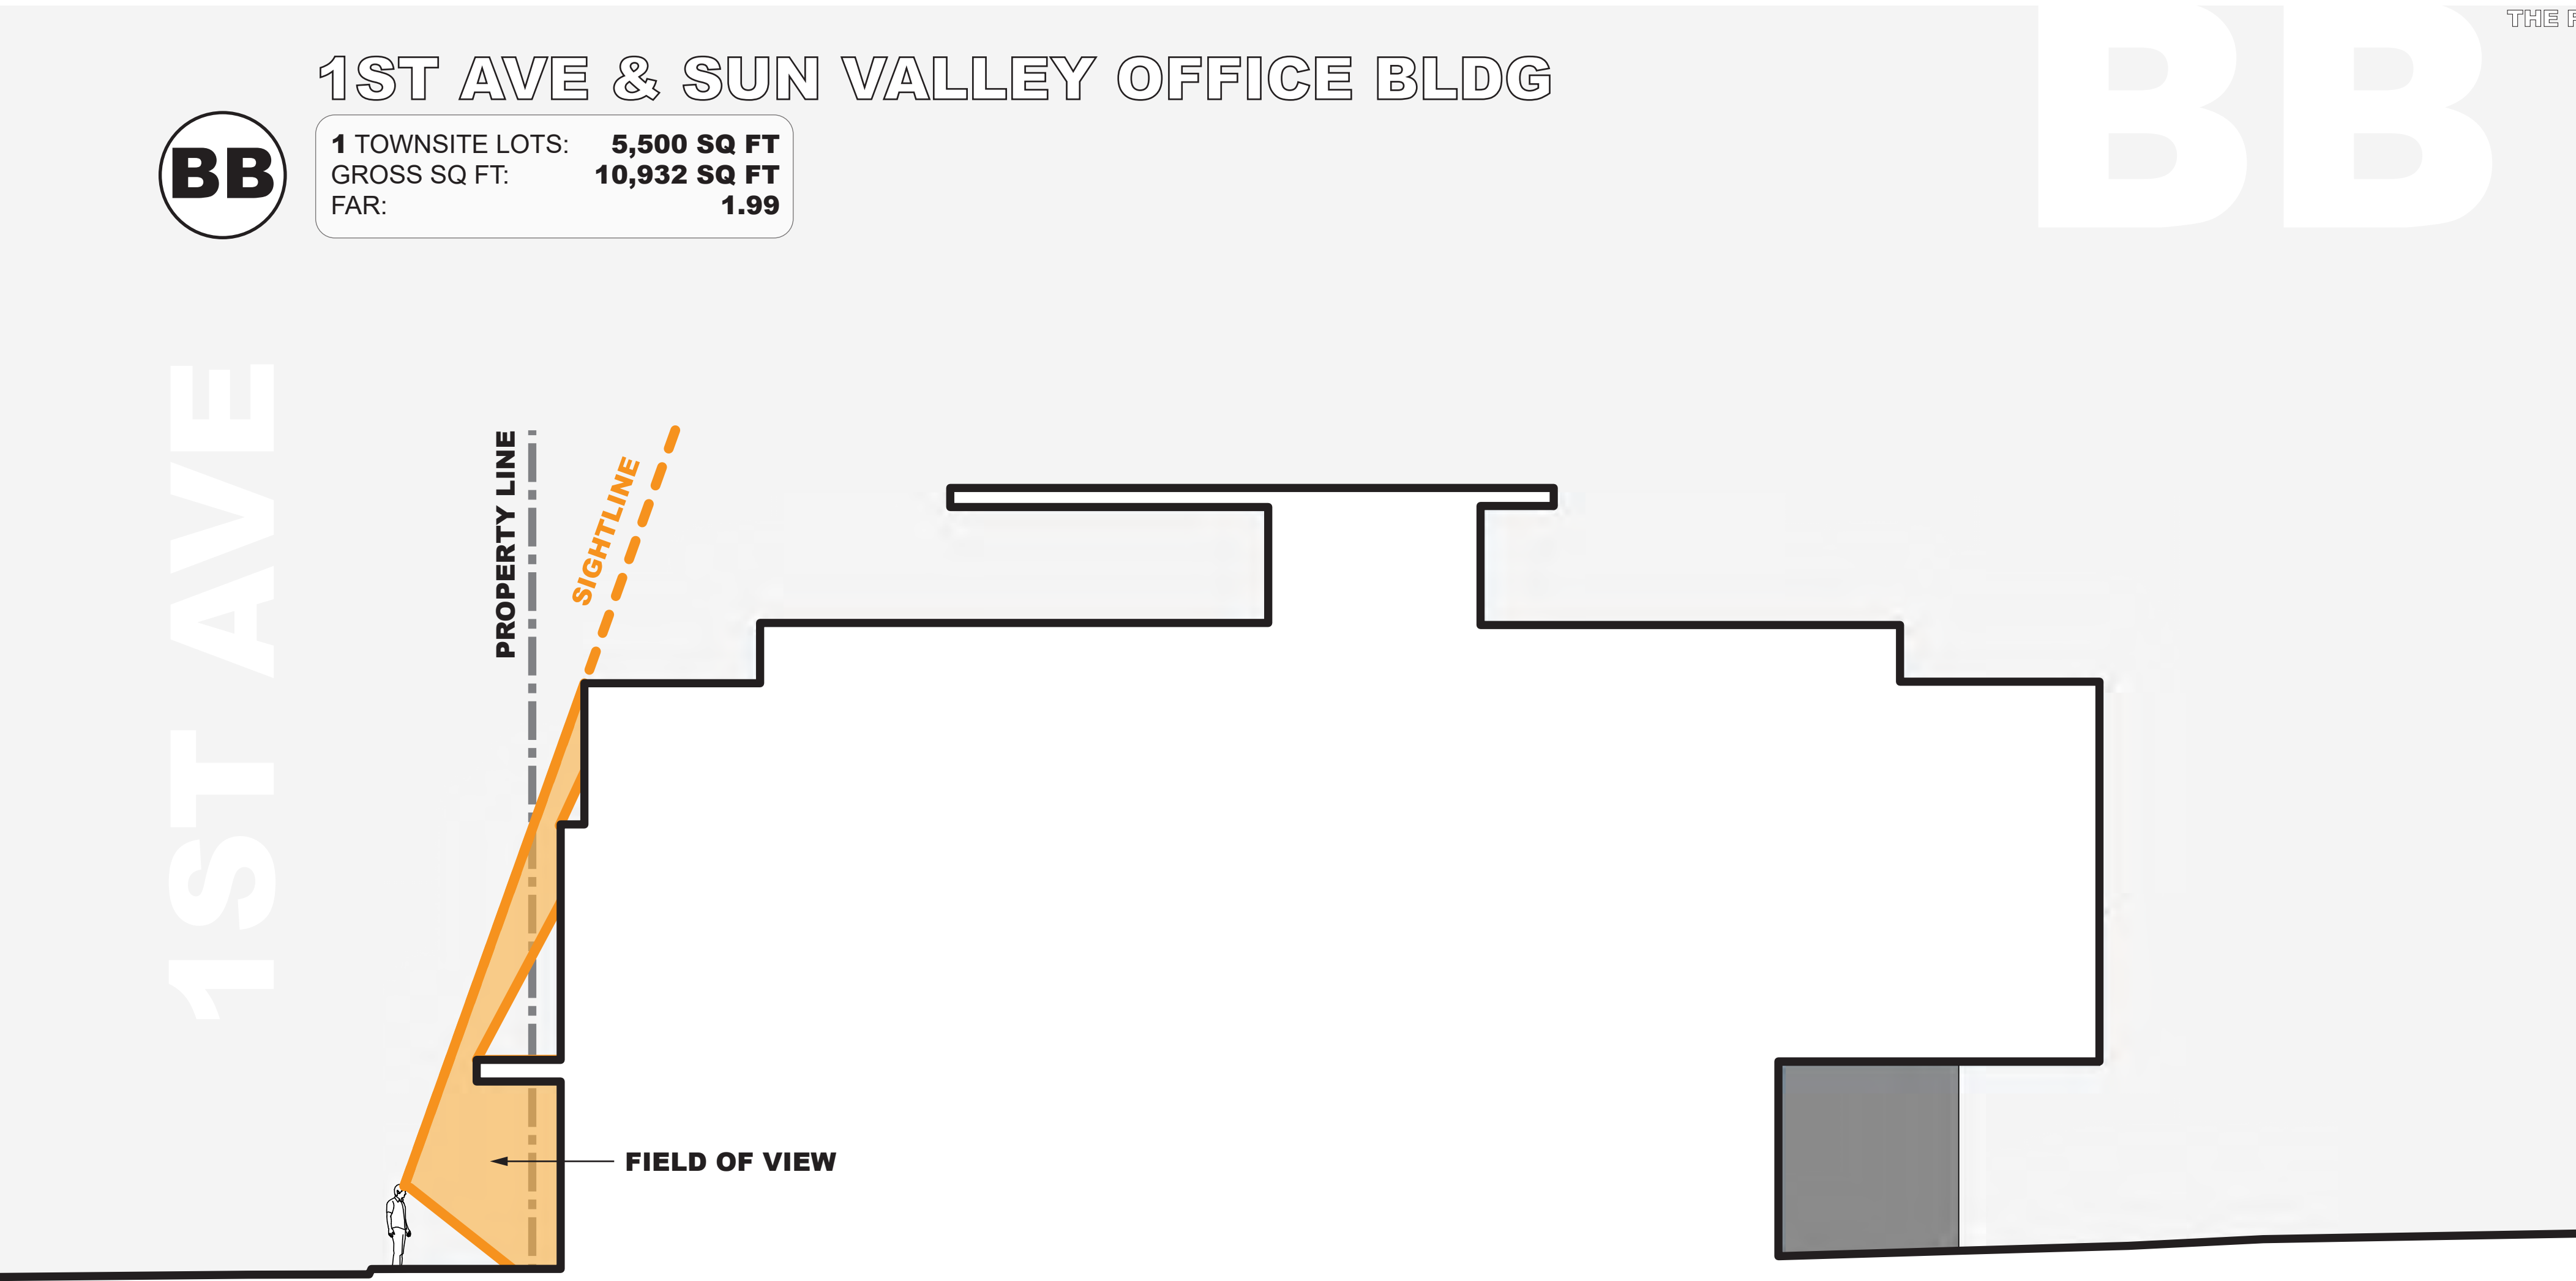 THE
1ST AVE & SUN VALLEY OFFICE BLDG
BB
BB
1 TOWNSITE LOTS: 5,500 SQ FT
GROSS SQ FT: 10,932 SQ FT
FAR: 1.99
1ST AVE
PROPERTY LINE
SIGHTLINE
FIELD OF VIEW